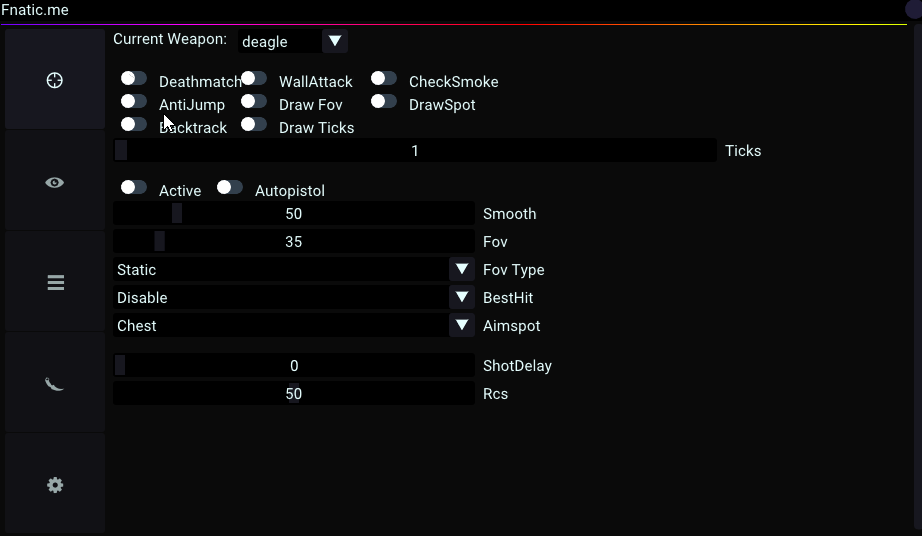 Fnatic.me
Current Weapon: deagle
Deathmatch WallAttack CheckSmoke
AntiJump Draw Fov DrawSpot
Backtrack Draw Ticks
1 Ticks
Active Autopistol
50 Smooth
35 Fov
Static Fov Type
Disable BestHit
Chest Aimspot
0 ShotDelay
50 Rcs